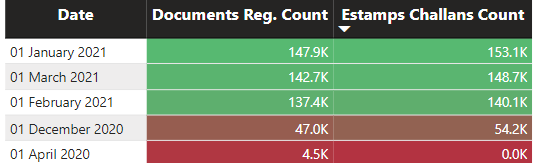 Date Documents Reg. Count Estamps Challans Count
01 January 2021 147.9K 153.1K
01 March 2021 142.7K 148.7K
01 February 2021 137.4K 140.1K
01 December 2020 47.0K 54.2K
01 April 2020 4.5K 0.0K